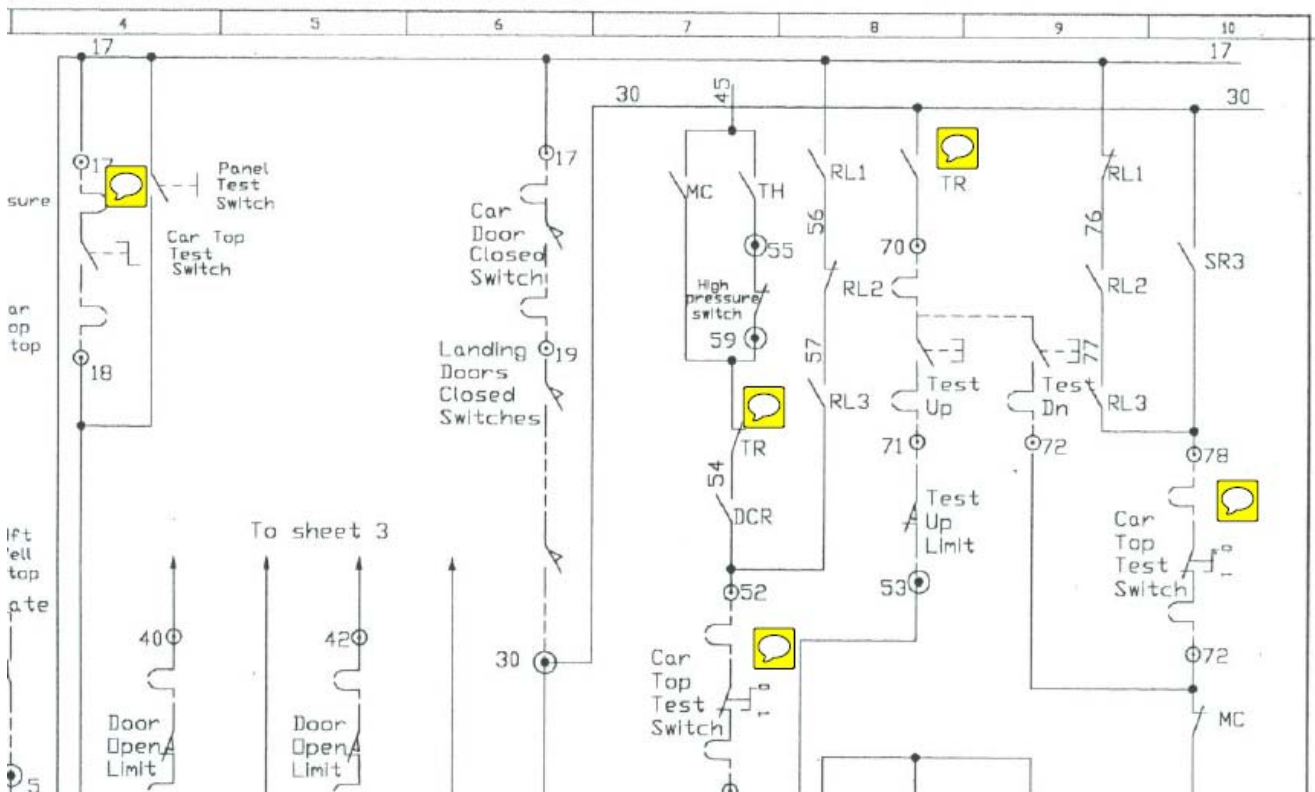 4 5 6 7 8 9 10
17
17
30
45
30
17
Panel
Test
Switch
Car Top
Test
Switch
18
sure
ar
op
top
17
Car
Door
Closed
Switch
19
Landing
Doors
Closed
Switches
MC
TH
55
High
pressure
switch
59
TR
54
DCR
52
RL1
56
RL2
57
RL3
TR
70
Test
Up
71
Test
Up
Limit
53
77
Test
Dn
72
RL1
76
RL2
RL3
SR3
78
Car
Top
Test
Switch
1 0
72
MC
To sheet 3
ift
ell
top
ate
5
40
Door
Open
Limit
42
Door
Open
Limit
30
Car
Top
Test
Switch
1 0